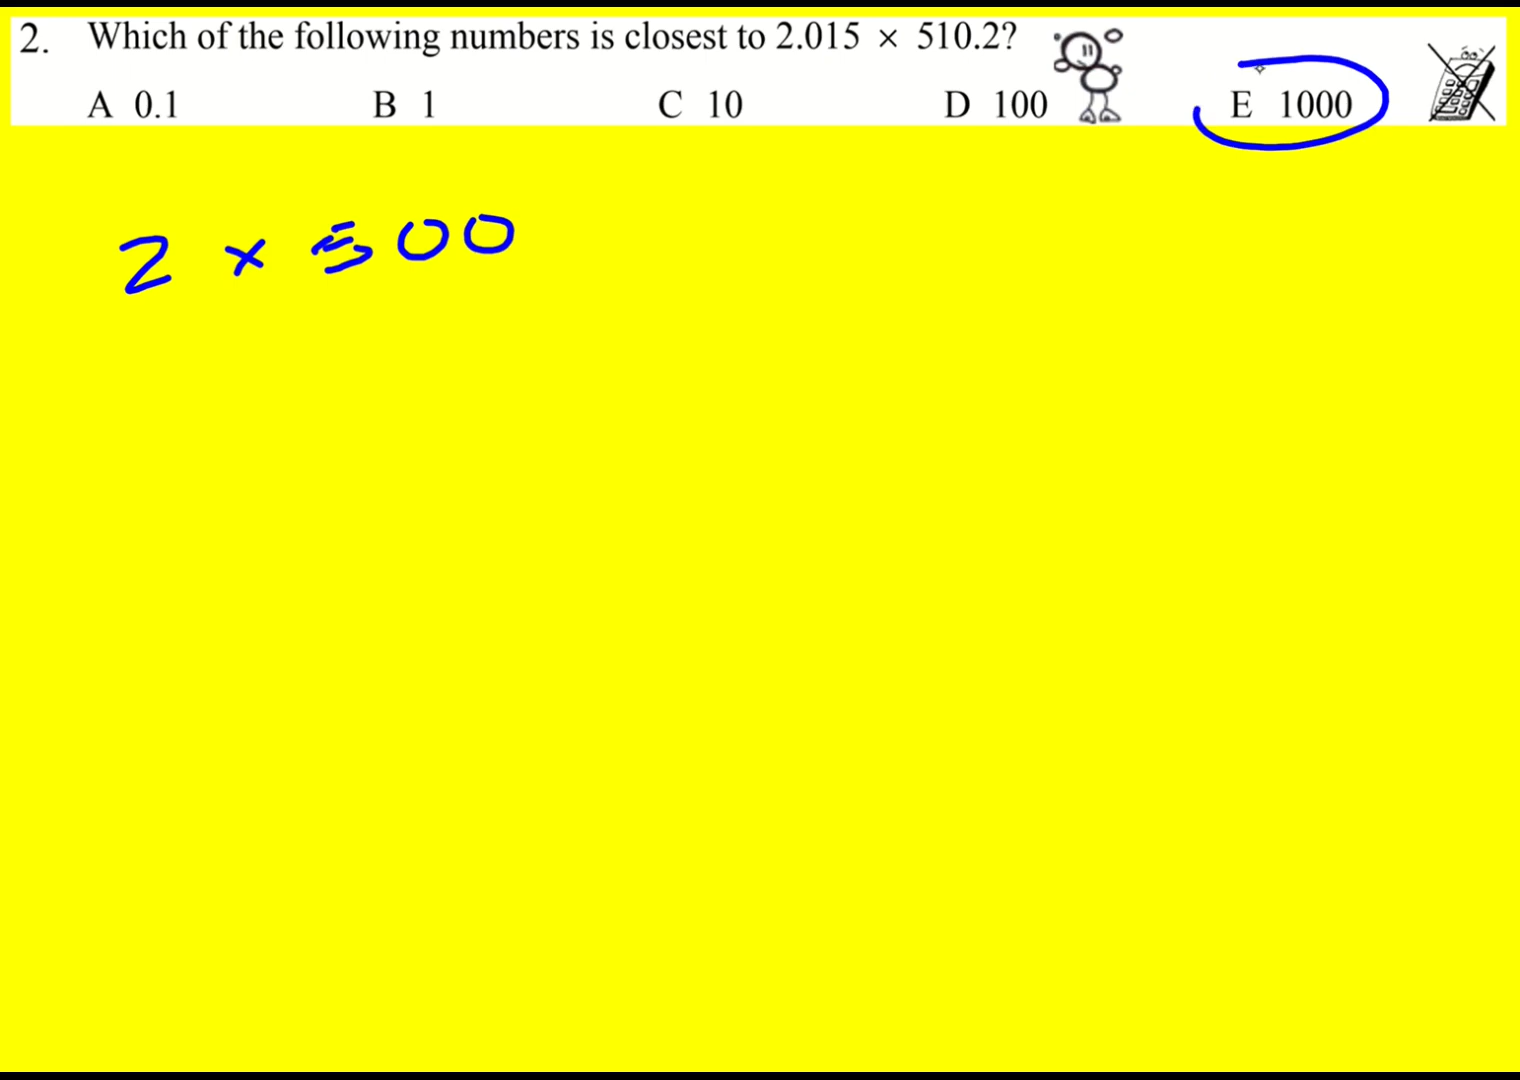 2. Which of the following numbers is closest to 2.015 × 510.2?
A 0.1 B 1 C 10 D 100 E 1000
2 × 500